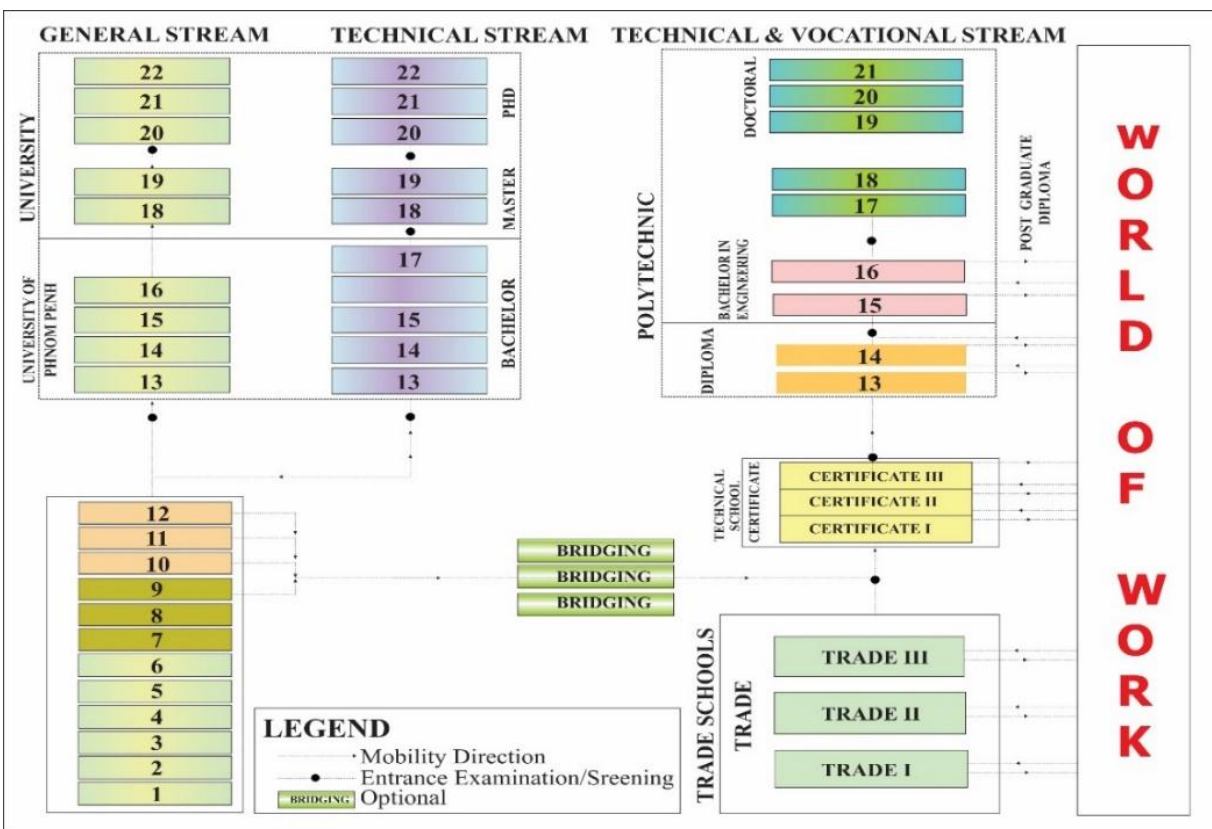 GENERAL STREAM
TECHNICAL STREAM
TECHNICAL & VOCATIONAL STREAM
UNIVERSITY
22
21
20
19
18
UNIVERSITY OF
PHNOM PENH
16
15
14
13
22
21
20
PHD
19
18
MASTER
17
15
14
13
BACHELOR
POLYTECHNIC
DOCTORAL
21
20
19
18
17
BACHELOR IN
ENGINEERING
16
15
POST GRADUATE
DIPLOMA
DIPLOMA
14
13
TECHNICAL
SCHOOL
CERTIFICATE
CERTIFICATE III
CERTIFICATE II
CERTIFICATE I
12
11
10
9
8
7
6
5
4
3
2
1
BRIDGING
BRIDGING
BRIDGING
TRADE SCHOOLS
TRADE
TRADE III
TRADE II
TRADE I
WORLD OF WORK
LEGEND
Mobility Direction
Entrance Examination/Sreening
BRIDGING Optional